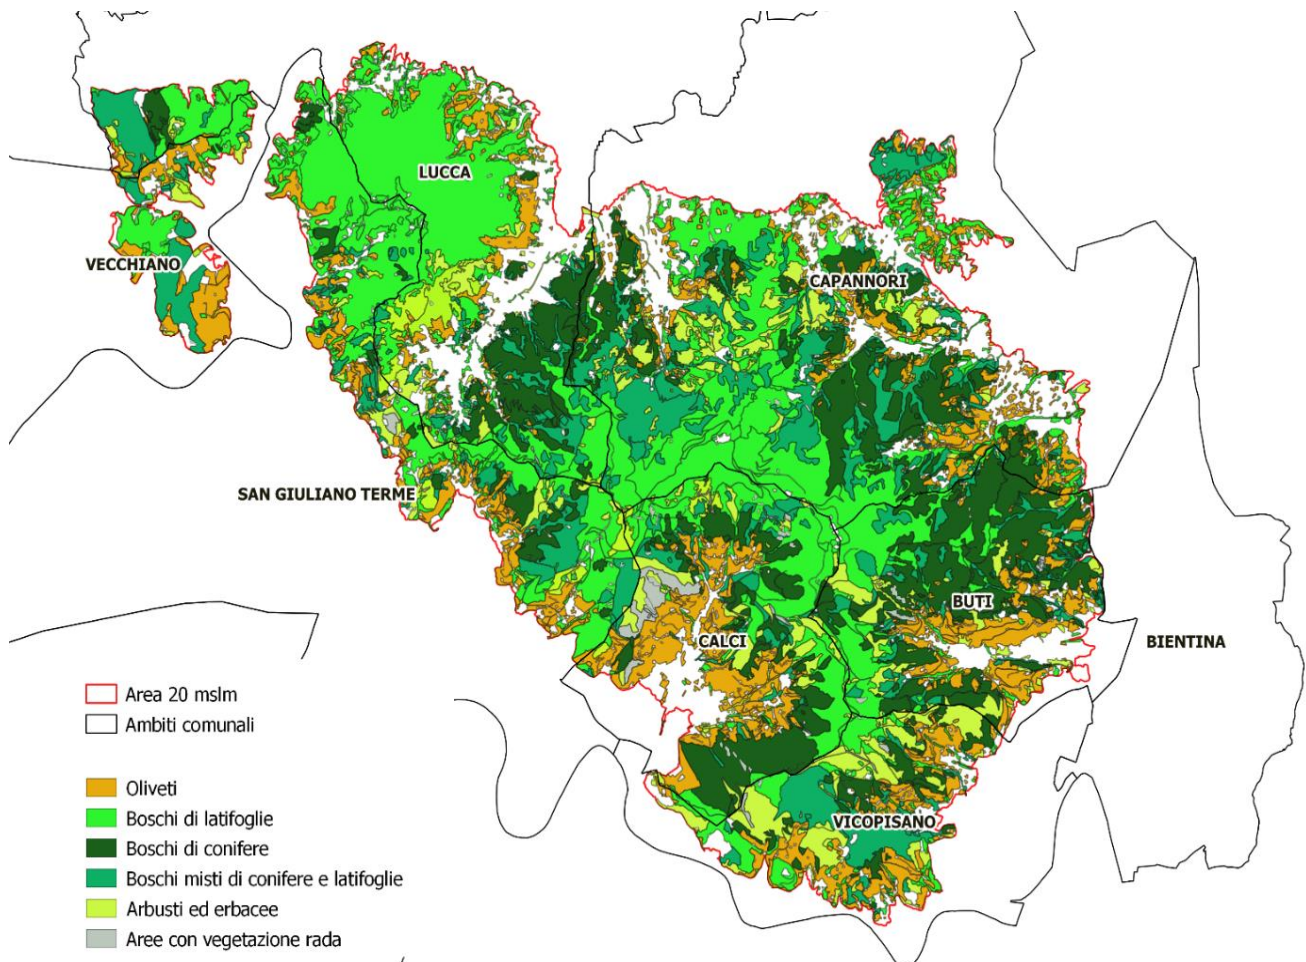 LUCCA
VECCHIANO
CAPANNORI
SAN GIULIANO TERME
BUTI
CALCI
BIENTINA
VICOPISANO
Area 20 mslm
Ambiti comunali
Oliveti
Boschi di latifoglie
Boschi di conifere
Boschi misti di conifere e latifoglie
Arbusti ed erbacee
Aree con vegetazione rada